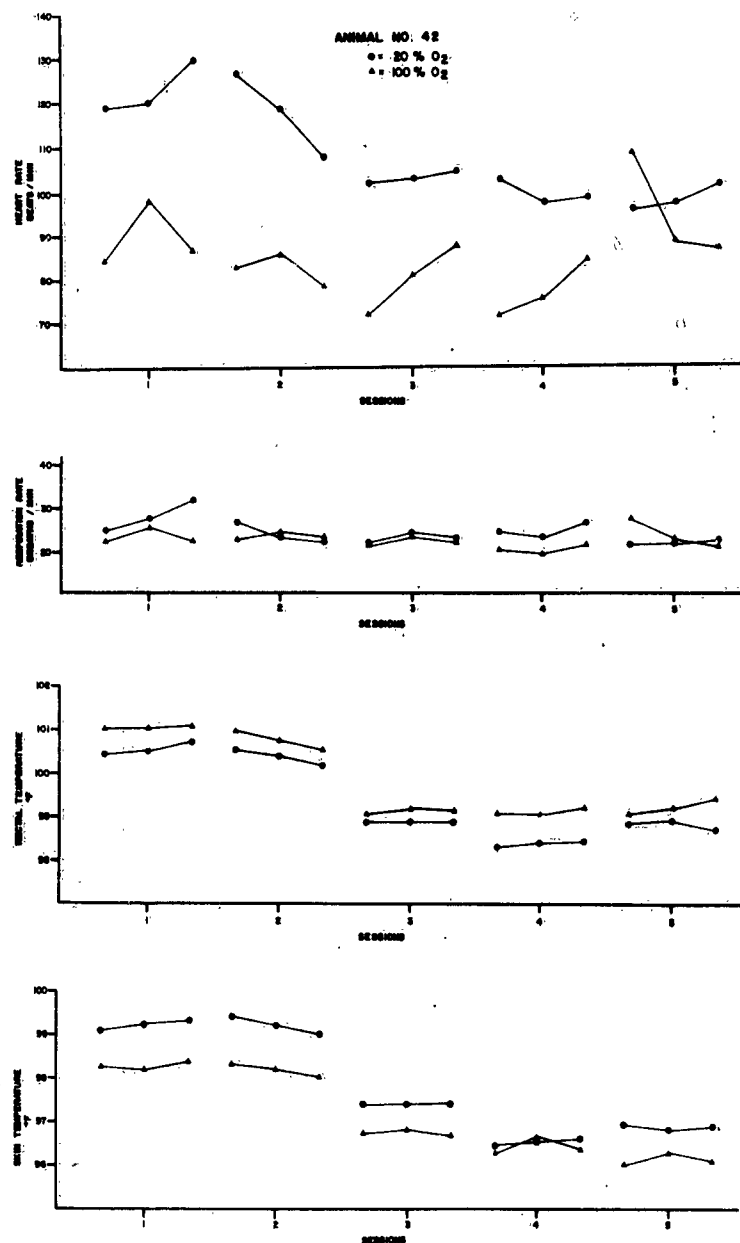 ANIMAL NO. 42
● = 20 % O2
▲ = 100 % O2
140
130
120
110
100
90
80
70
HEART RATE
BEATS / MIN
1 2 3 4 5
SESSIONS
40
30
20
RATE
/ MIN
1 2 3 4 5
SESSIONS
102
101
100
99
98
RECTAL TEMPERATURE
°F
1 2 3 4 5
SESSIONS
100
99
98
97
96
SKIN TEMPERATURE
°F
1 2 3 4 5
SESSIONS